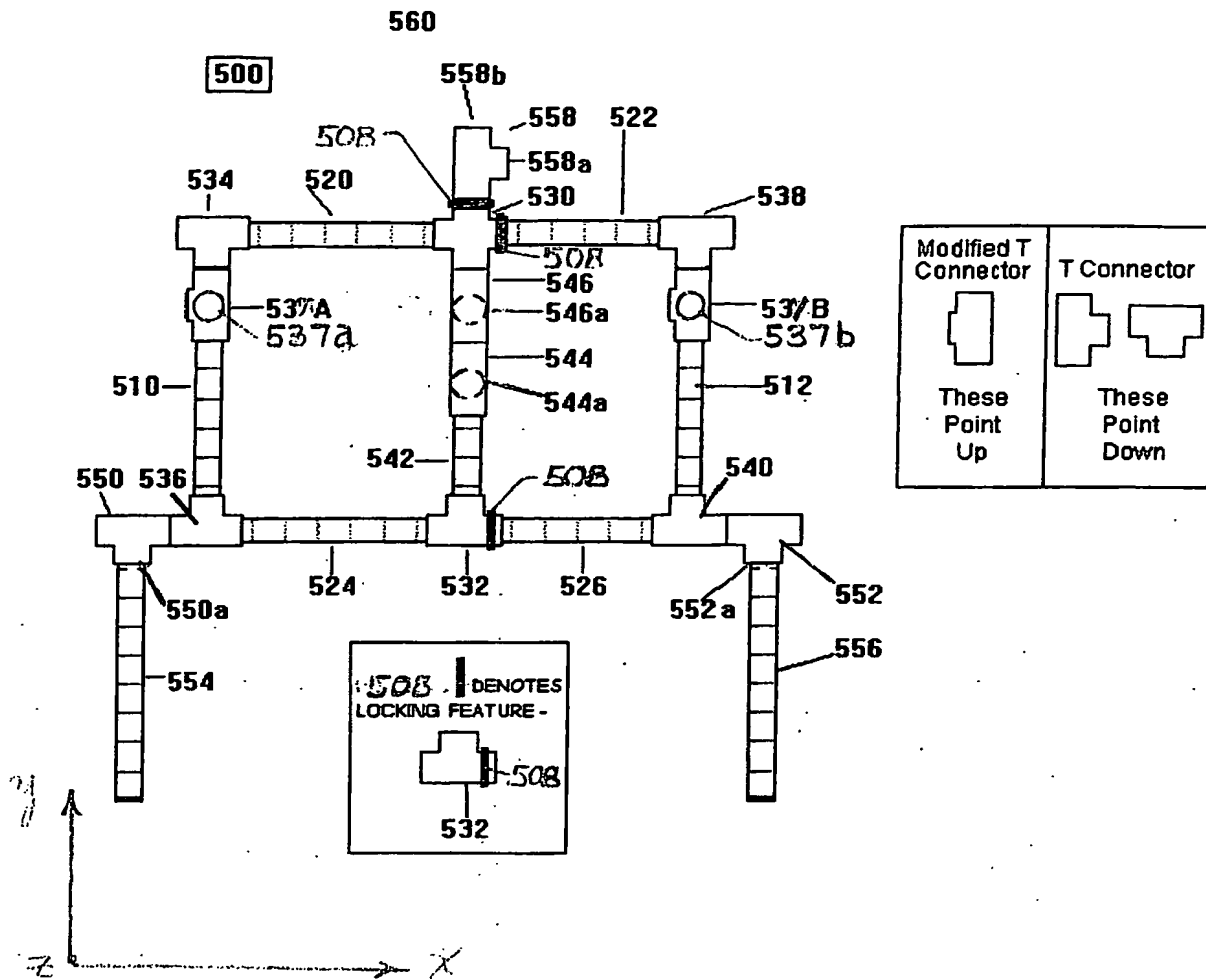 560
500
558b
508
558
522
558a
534
520
530
538
508
546
537A
546a
537B
537a
537b
544
510
512
544a
542
508
540
550
536
524
532
526
550a
552a
552
554
556
508 DENOTES
LOCKING FEATURE -
508
532
Modified T
Connector
These
Point
Up
T Connector
These
Point
Down
y
z
x